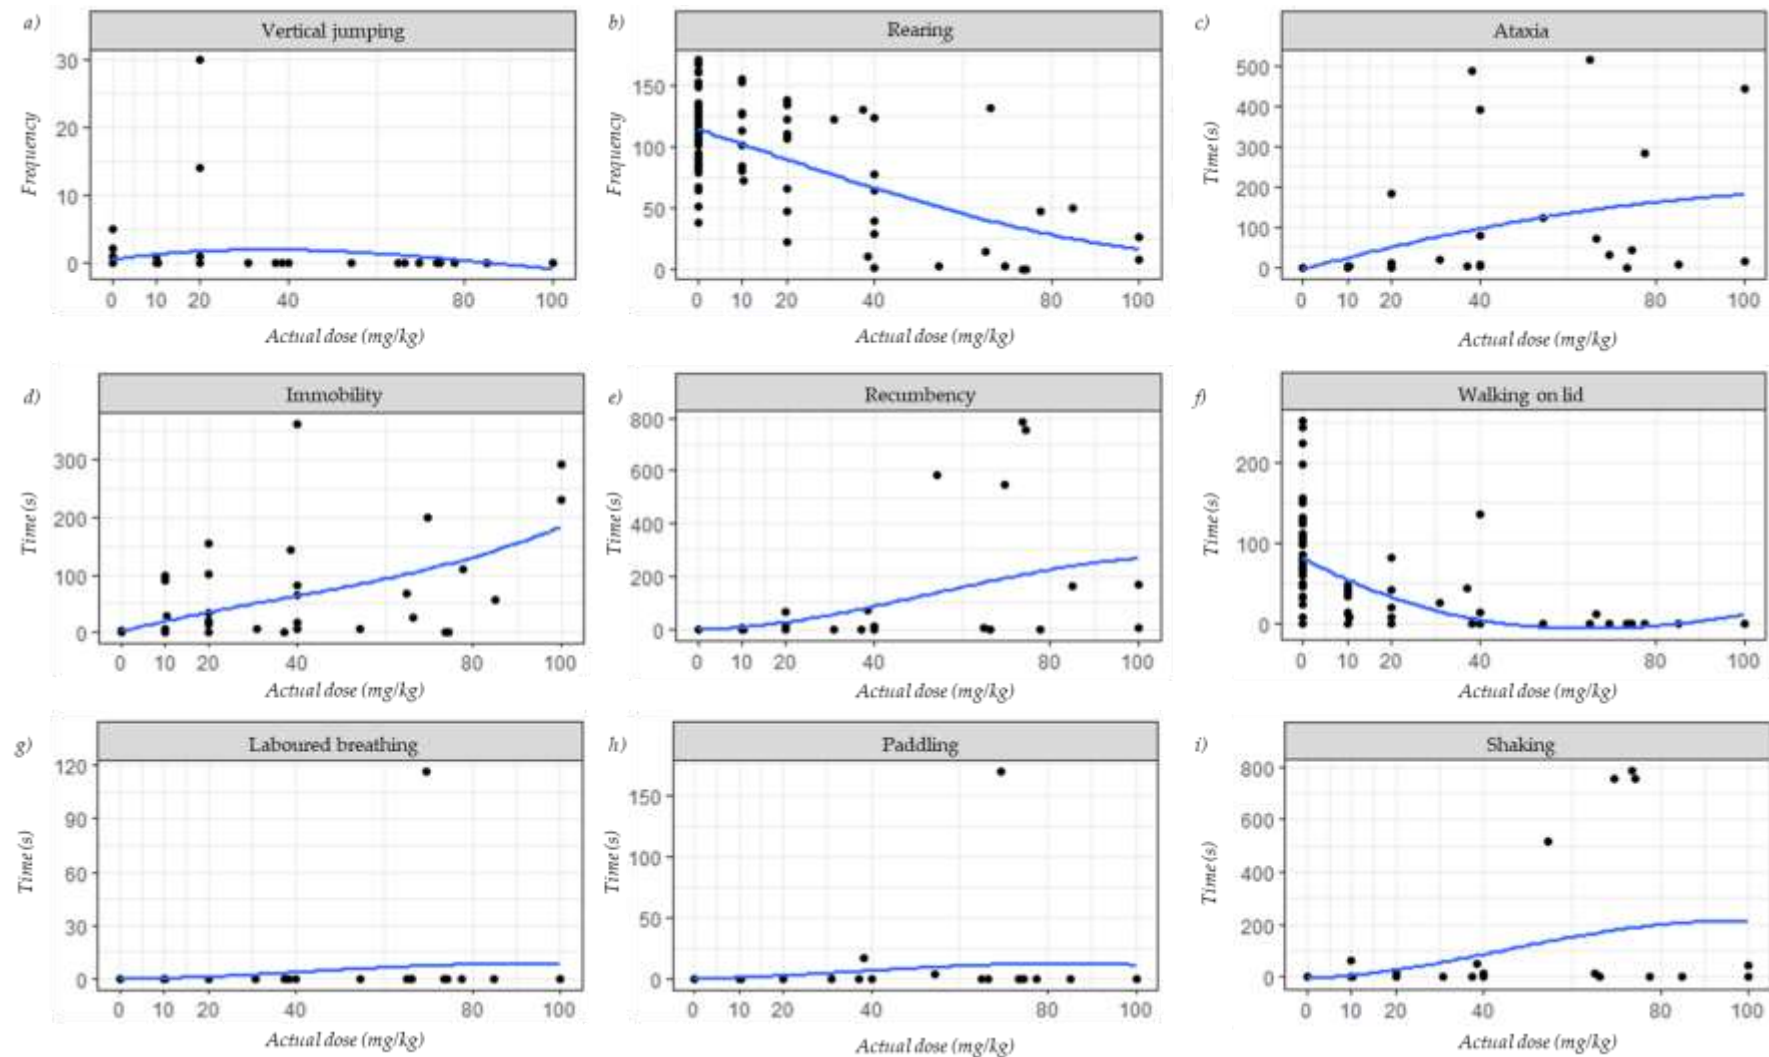 a)
Vertical jumping
30
20
10
0
Frequency
0 10 20 40 80 100
Actual dose (mg/kg)
b)
Rearing
150
100
50
0
Frequency
0 10 20 40 80 100
Actual dose (mg/kg)
c)
Ataxia
500
400
300
200
100
0
Time (s)
0 10 20 40 80 100
Actual dose (mg/kg)
d)
Immobility
300
200
100
0
Time (s)
0 10 20 40 80 100
Actual dose (mg/kg)
e)
Recumbency
800
600
400
200
0
Time (s)
0 10 20 40 80 100
Actual dose (mg/kg)
f)
Walking on lid
200
100
0
Time (s)
0 10 20 40 80 100
Actual dose (mg/kg)
g)
Laboured breathing
120
90
60
30
0
Time (s)
0 10 20 40 80 100
Actual dose (mg/kg)
h)
Paddling
150
100
50
0
Time (s)
0 10 20 40 80 100
Actual dose (mg/kg)
i)
Shaking
800
600
400
200
0
Time (s)
0 10 20 40 80 100
Actual dose (mg/kg)